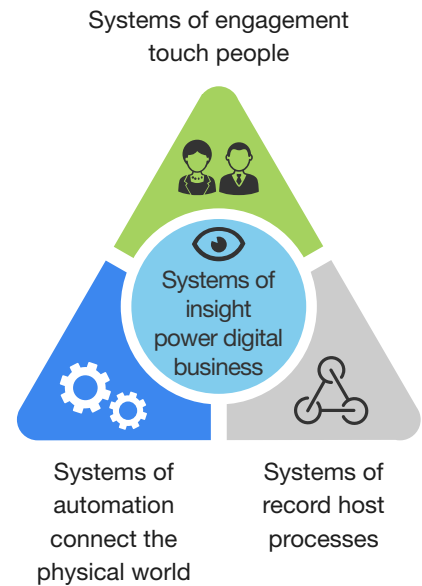 Systems of engagement
touch people
Systems of
insight
power digital
business
Systems of
automation
connect the
physical world
Systems of
record host
processes